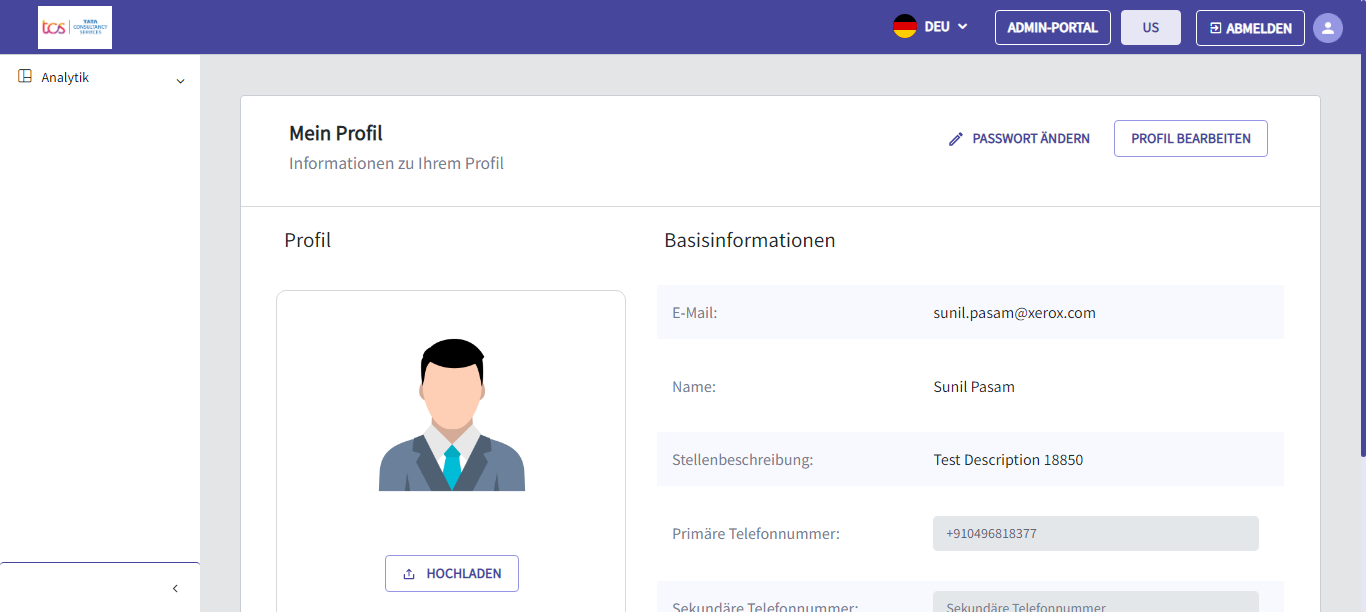 tcs TATA CONSULTANCY SERVICES
DEU
ADMIN-PORTAL
US
ABMELDEN
Analytik
Mein Profil
Informationen zu Ihrem Profil
PASSWORT ÄNDERN
PROFIL BEARBEITEN
Profil
Basisinformationen
E-Mail: sunil.pasam@xerox.com
Name: Sunil Pasam
Stellenbeschreibung: Test Description 18850
Primäre Telefonnummer: +910496818377
HOCHLADEN
Sekundäre Telefonnummer: Sekundäre Telefonnummer